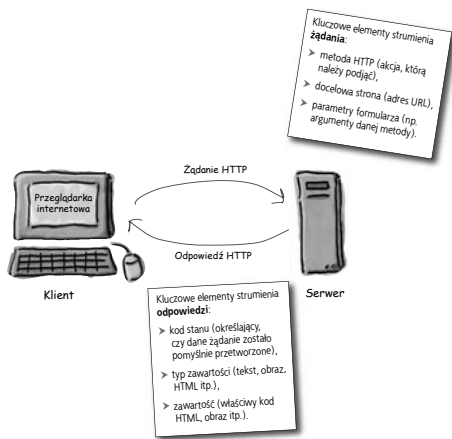 Kluczowe elementy strumienia
żądania:
➤ metoda HTTP (akcja, którą
należy podjąć),
➤ docelowa strona (adres URL),
➤ parametry formularza (np.
argumenty danej metody).
Żądanie HTTP
Przeglądarka
internetowa
Odpowiedź HTTP
Klient
Serwer
Kluczowe elementy strumienia
odpowiedzi:
➤ kod stanu (określający,
czy dane żądanie zostało
pomyślnie przetworzone),
➤ typ zawartości (tekst, obraz,
HTML itp.),
➤ zawartość (właściwy kod
HTML, obraz itp.).